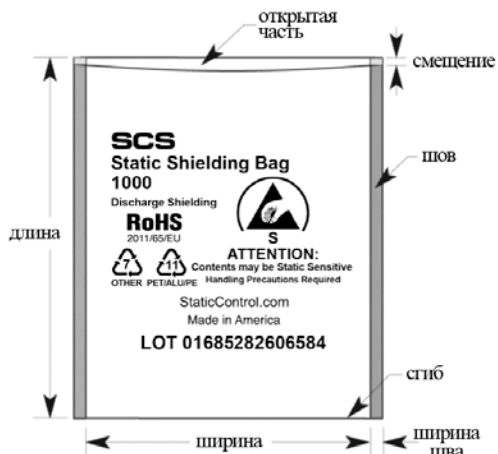 открытая
часть
смещение
SCS
Static Shielding Bag
1000
Discharge Shielding
RoHS
2011/65/EU
7
OTHER
11
PET/ALU/PE
S
ATTENTION:
Contents may be Static Sensitive
Handling Precautions Required
StaticControl.com
Made in America
LOT 01685282606584
длина
шов
сгиб
ширина
ширина
шва